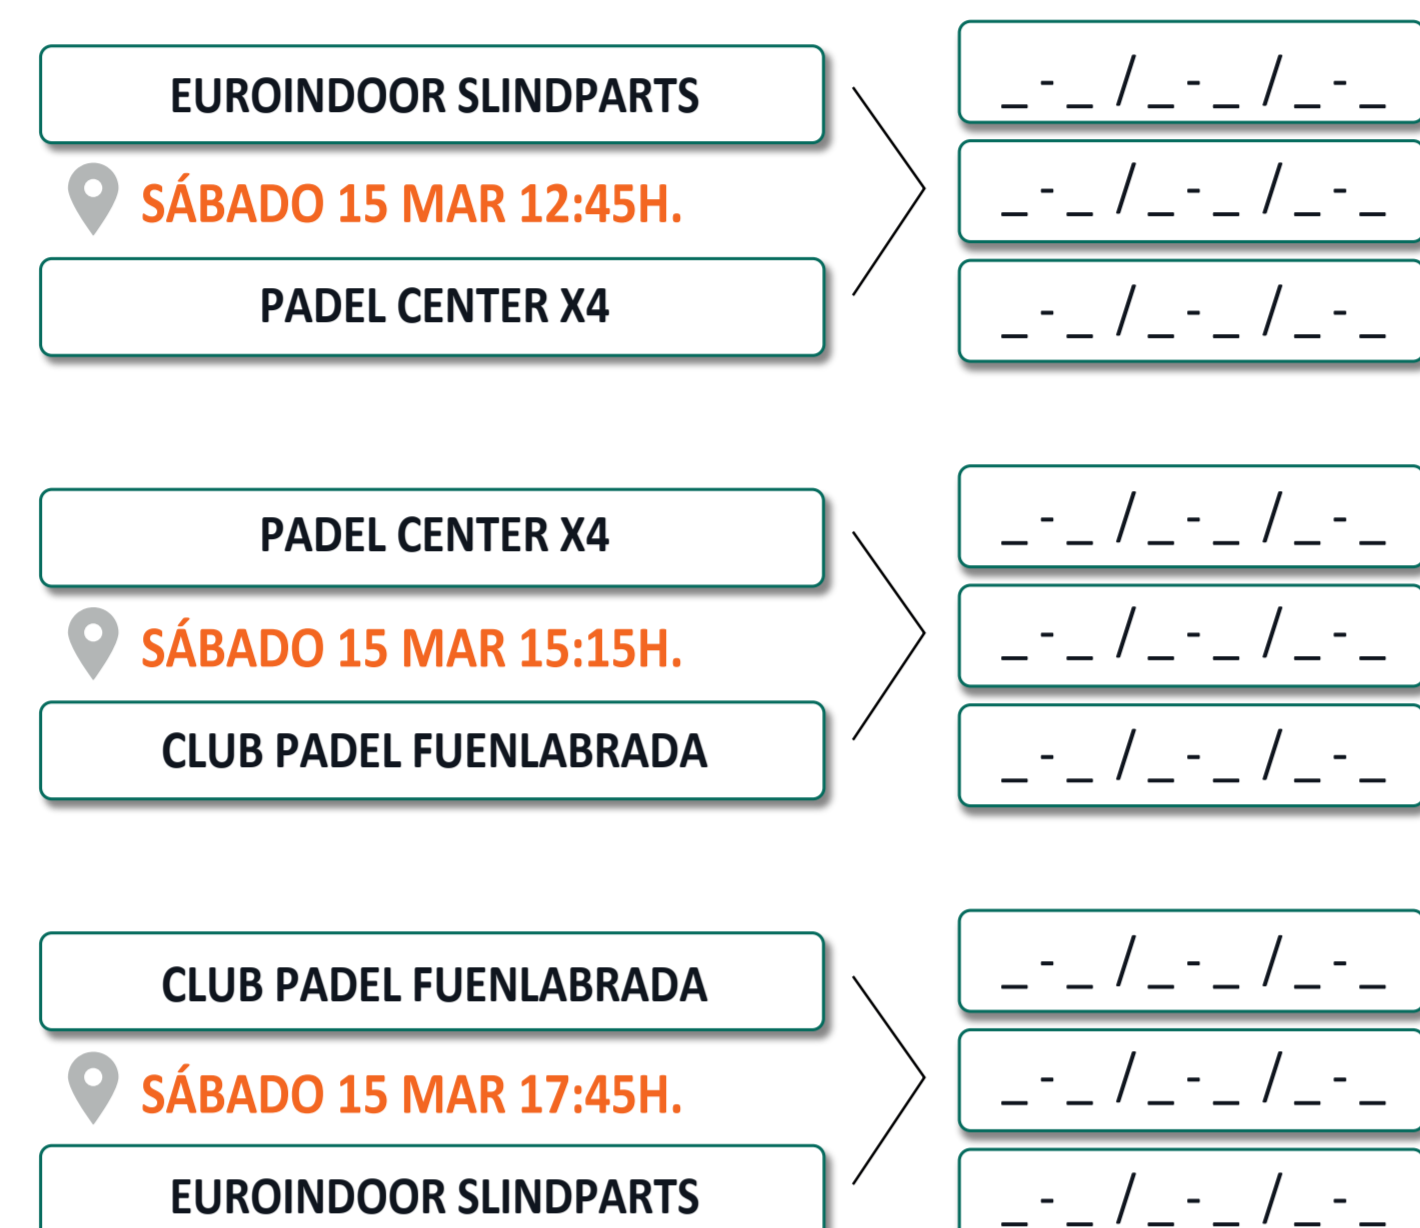 EUROINDOOR SLINDPARTS
SÁBADO 15 MAR 12:45H.
PADEL CENTER X4
_-_ /_-_ /_-_
_-_ /_-_ /_-_
_-_ /_-_ /_-_
PADEL CENTER X4
SÁBADO 15 MAR 15:15H.
CLUB PADEL FUENLABRADA
_-_ /_-_ /_-_
_-_ /_-_ /_-_
_-_ /_-_ /_-_
CLUB PADEL FUENLABRADA
SÁBADO 15 MAR 17:45H.
EUROINDOOR SLINDPARTS
_-_ /_-_ /_-_
_-_ /_-_ /_-_
_-_ /_-_ /_-_